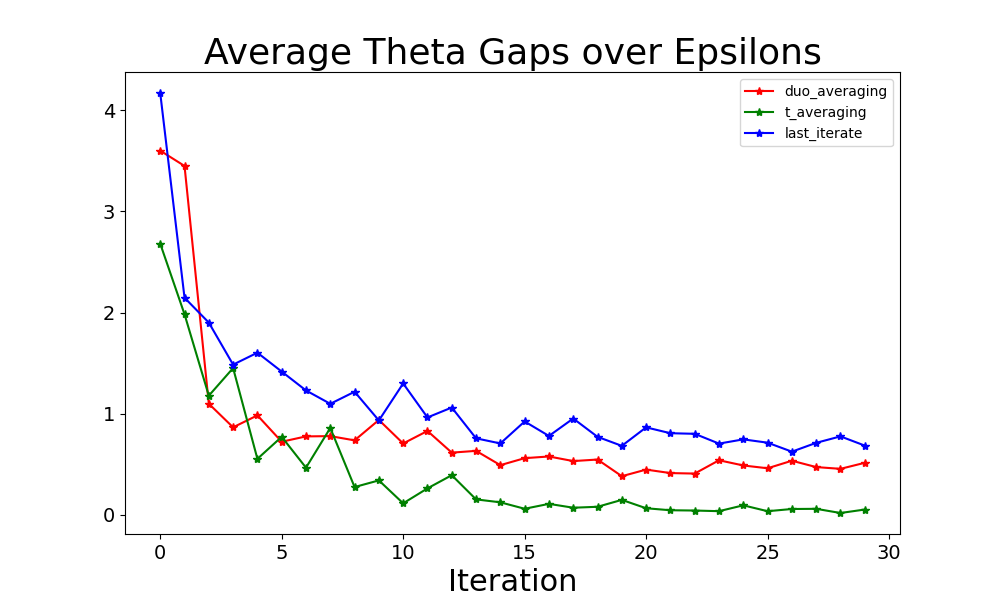 Average Theta Gaps over Epsilons
duo_averaging
t_averaging
last_iterate
4
3
2
1
0
0 5 10 15 20 25 30
Iteration